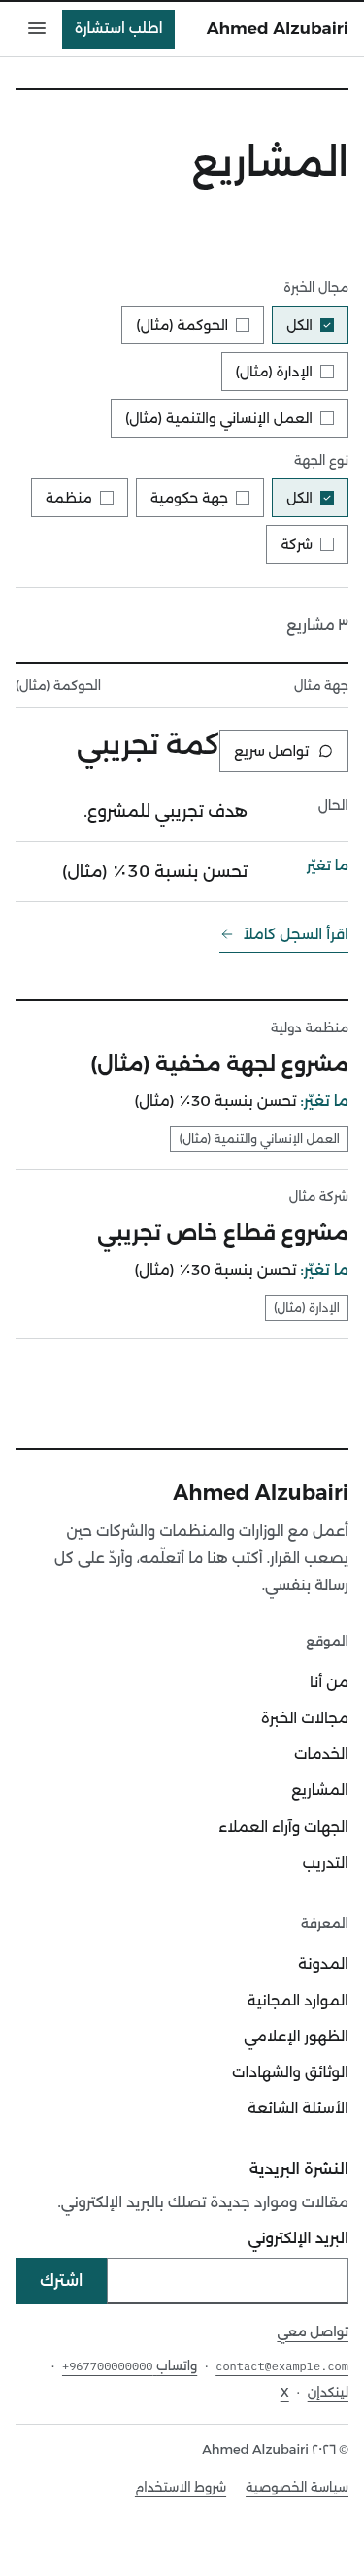 Ahmed Alzubairi
اطلب استشارة
المشاريع
مجال الخبرة
الكل
الحوكمة (مثال)
الإدارة (مثال)
العمل الإنساني والتنمية (مثال)
نوع الجهة
الكل
جهة حكومية
منظمة
شركة
٣ مشاريع
جهة مثال
الحوكمة (مثال)
تواصل سريع
كمة تجريبي
الحال
هدف تجريبي للمشروع.
ما تغيّر
تحسن بنسبة 30٪ (مثال)
اقرأ السجل كاملاً ←
منظمة دولية
مشروع لجهة مخفية (مثال)
ما تغيّر: تحسن بنسبة 30٪ (مثال)
العمل الإنساني والتنمية (مثال)
شركة مثال
مشروع قطاع خاص تجريبي
ما تغيّر: تحسن بنسبة 30٪ (مثال)
الإدارة (مثال)
Ahmed Alzubairi
أعمل مع الوزارات والمنظمات والشركات حين
يصعب القرار. أكتب هنا ما أتعلّمه، وأردّ على كل
رسالة بنفسي.
الموقع
من أنا
مجالات الخبرة
الخدمات
المشاريع
الجهات وآراء العملاء
التدريب
المعرفة
المدونة
الموارد المجانية
الظهور الإعلامي
الوثائق والشهادات
الأسئلة الشائعة
النشرة البريدية
مقالات وموارد جديدة تصلك بالبريد الإلكتروني.
البريد الإلكتروني
اشترك
تواصل معي
contact@example.com · واتساب +967700000000 ·
لينكدإن · X
© ٢٠٢٦ Ahmed Alzubairi
سياسة الخصوصية
شروط الاستخدام